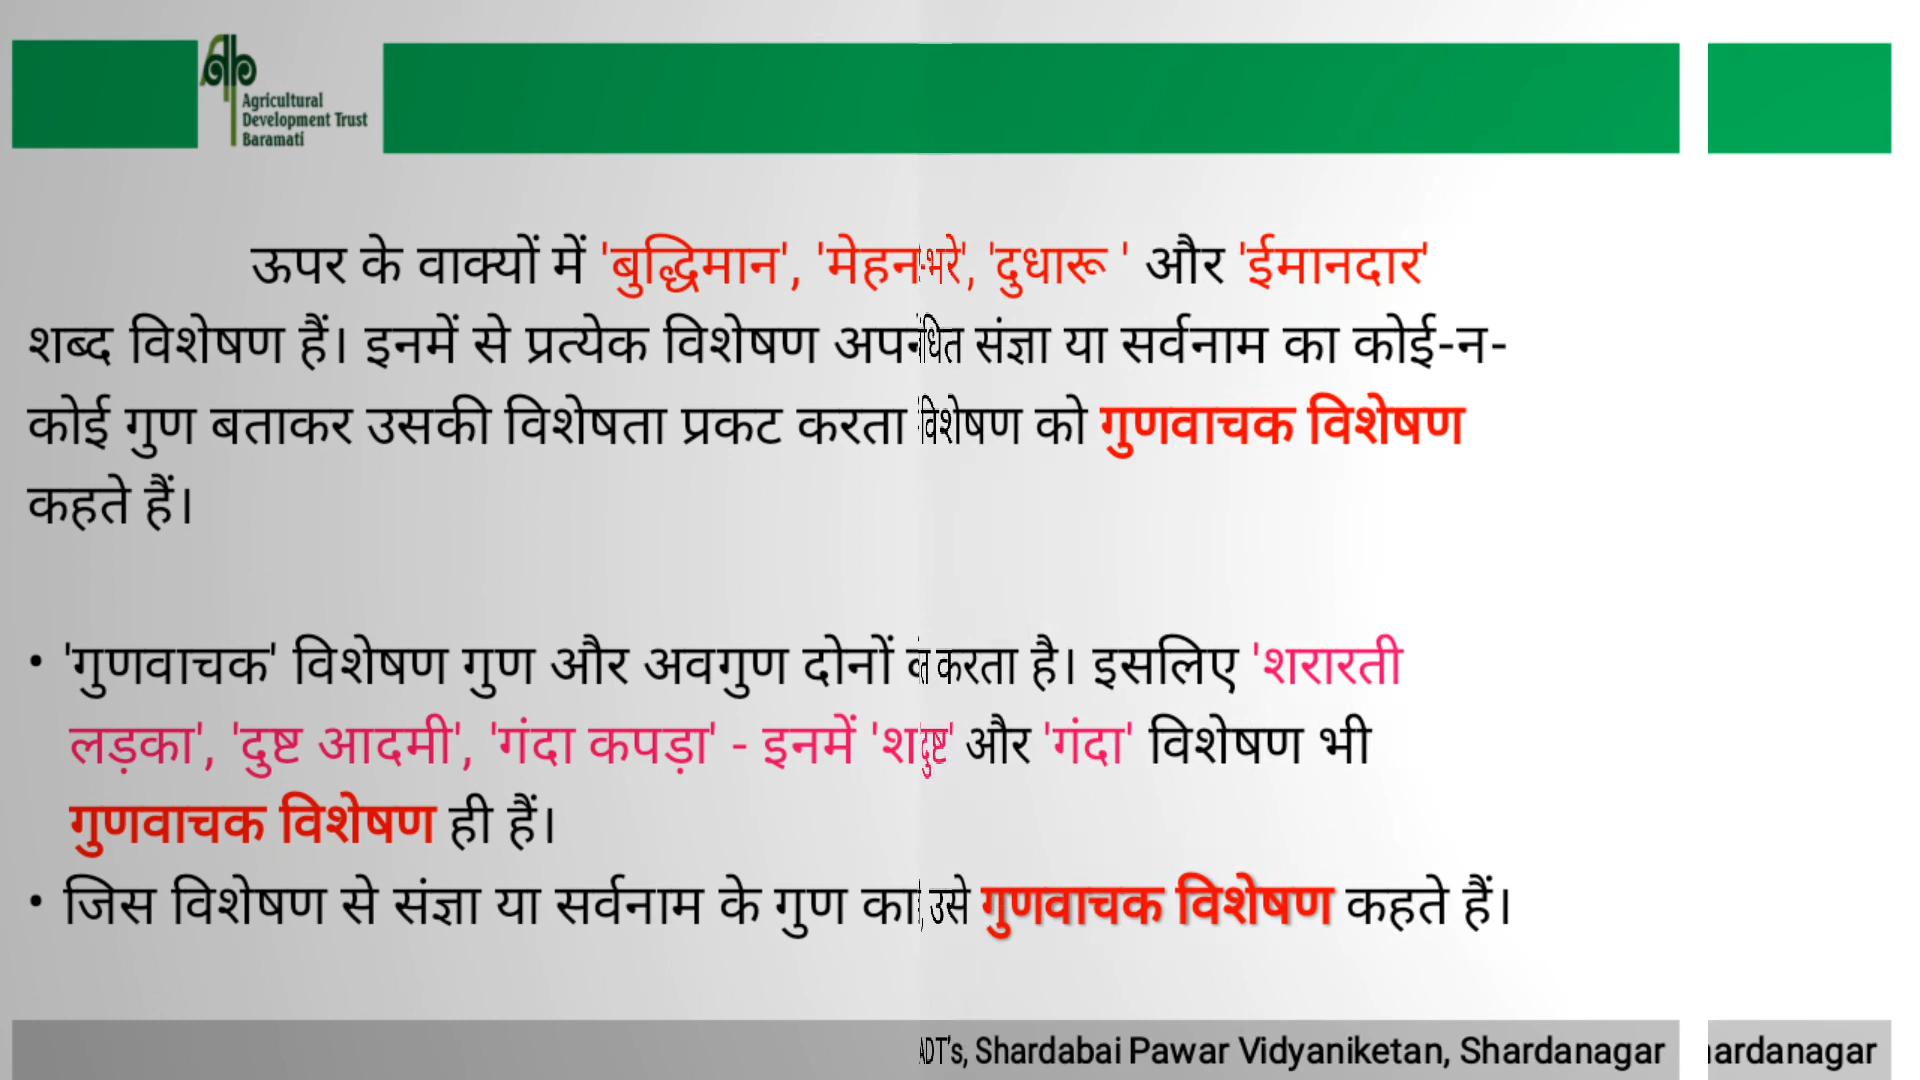 Agricultural
Development Trust
Baramati
ऊपर के वाक्यों में 'बुद्धिमान', 'दुधारू ' और 'ईमानदार'
शब्द विशेषण हैं। इनमें से प्रत्येक विशेषण संज्ञा या सर्वनाम का कोई-न-
कोई गुण बताकर उसकी विशेषता प्रकट करता विशेषण को गुणवाचक विशेषण
कहते हैं।
• 'गुणवाचक' विशेषण गुण और अवगुण दोनों करता है। इसलिए 'शरारती
लड़का', 'दुष्ट आदमी', 'गंदा कपड़ा' - इनमें दुष्ट' और 'गंदा' विशेषण भी
गुणवाचक विशेषण ही हैं।
• जिस विशेषण से संज्ञा या सर्वनाम के गुण का उसे गुणवाचक विशेषण कहते हैं।
ADT's, Shardabai Pawar Vidyaniketan, Shardanagar ardanagar